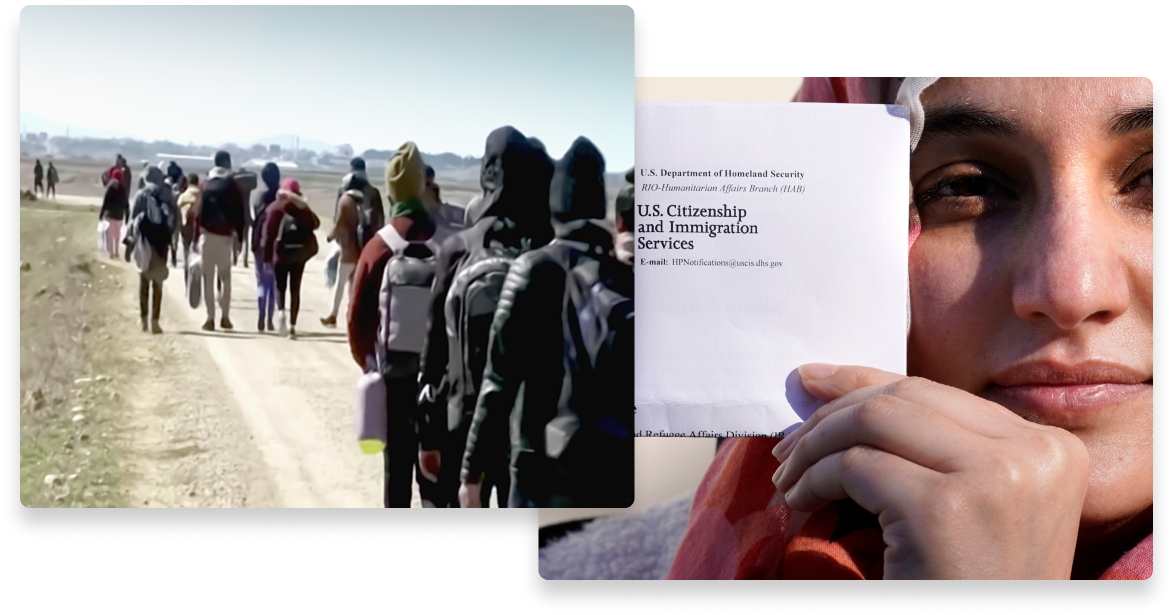 U.S. Department of Homeland Security
RIO-Humanitarian Affairs Branch (HAB)
U.S. Citizenship
and Immigration
Services
E-mail: HPNotifications@uscis.dhs.gov
Refugee Affairs Division